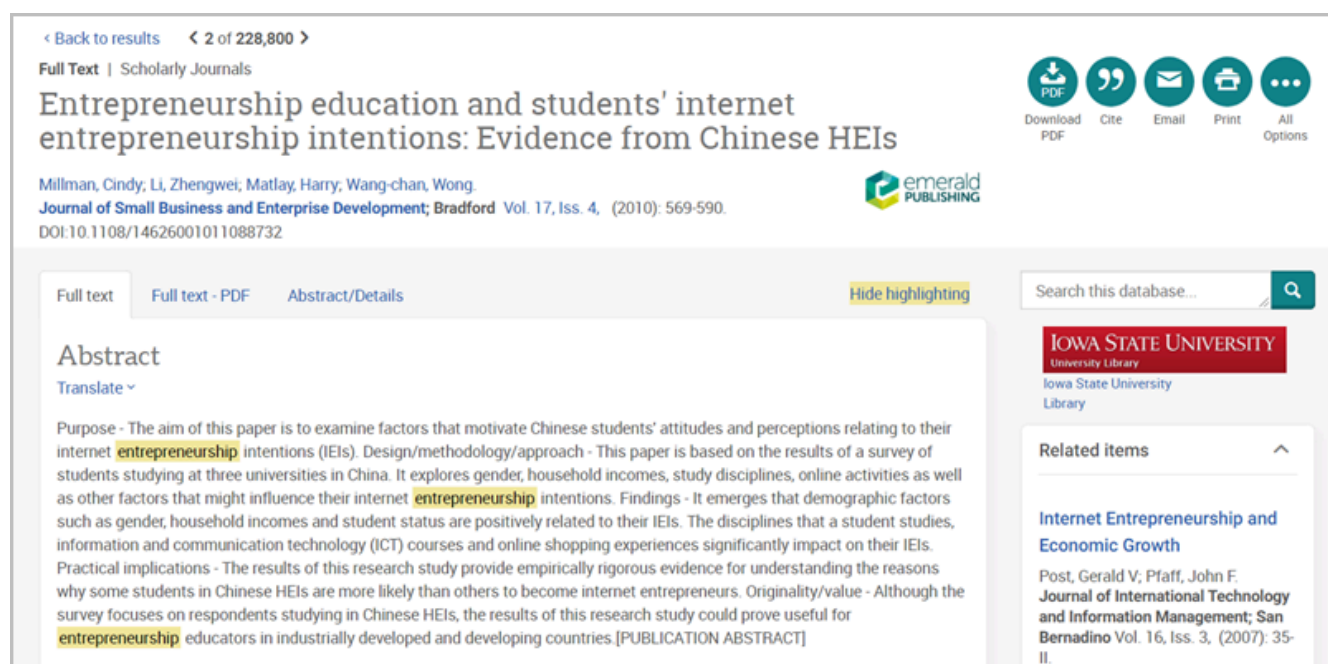 < Back to results < 2 of 228,800 >
Full Text | Scholarly Journals
Entrepreneurship education and students' internet
entrepreneurship intentions: Evidence from Chinese HEIs
Millman, Cindy; Li, Zhengwei; Matlay, Harry; Wang-chan, Wong.
Journal of Small Business and Enterprise Development; Bradford Vol. 17, Iss. 4, (2010): 569-590.
DOI:10.1108/14626001011088732
emerald
PUBLISHING
PDF
Download
PDF
Cite
Email
Print
All
Options
Full text Full text - PDF Abstract/Details Hide highlighting
Abstract
Translate
Purpose - The aim of this paper is to examine factors that motivate Chinese students' attitudes and perceptions relating to their
internet entrepreneurship intentions (IEIs). Design/methodology/approach - This paper is based on the results of a survey of
students studying at three universities in China. It explores gender, household incomes, study disciplines, online activities as well
as other factors that might influence their internet entrepreneurship intentions. Findings - It emerges that demographic factors
such as gender, household incomes and student status are positively related to their IEIs. The disciplines that a student studies,
information and communication technology (ICT) courses and online shopping experiences significantly impact on their IEIs.
Practical implications - The results of this research study provide empirically rigorous evidence for understanding the reasons
why some students in Chinese HEIs are more likely than others to become internet entrepreneurs. Originality/value - Although the
survey focuses on respondents studying in Chinese HEIs, the results of this research study could prove useful for
entrepreneurship educators in industrially developed and developing countries.[PUBLICATION ABSTRACT]
Search this database...
IOWA STATE UNIVERSITY
University Library
Iowa State University
Library
Related items
Internet Entrepreneurship and
Economic Growth
Post, Gerald V; Pfaff, John F.
Journal of International Technology
and Information Management; San
Bernadino Vol. 16, Iss. 3, (2007): 35-
II.